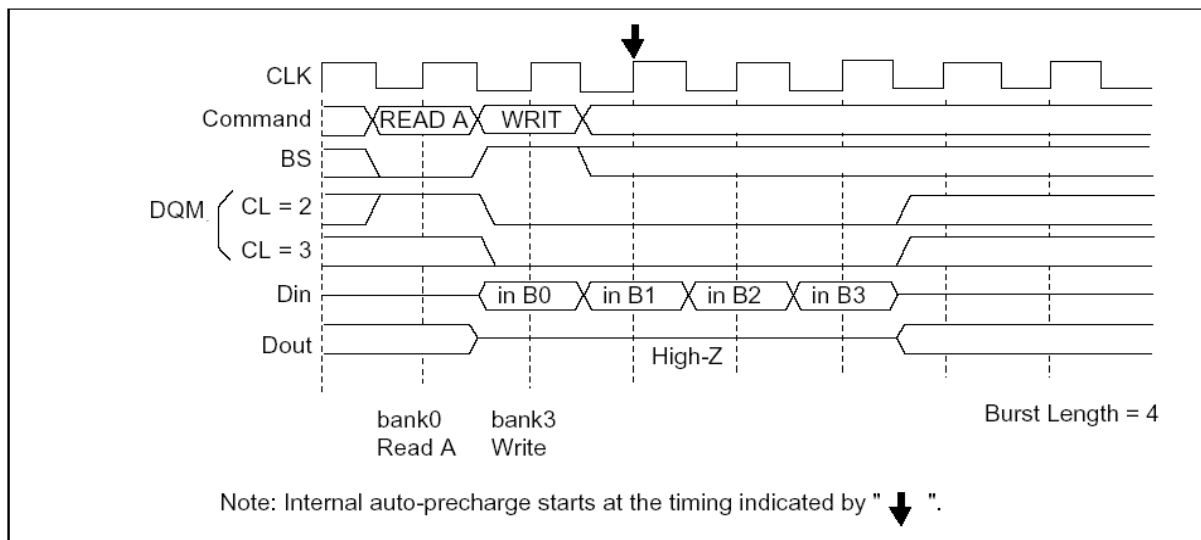 CLK
Command READ A WRIT
BS
DQM CL = 2
CL = 3
Din in B0 in B1 in B2 in B3
Dout High-Z
bank0 bank3 Burst Length = 4
Read A Write
Note: Internal auto-precharge starts at the timing indicated by " ".